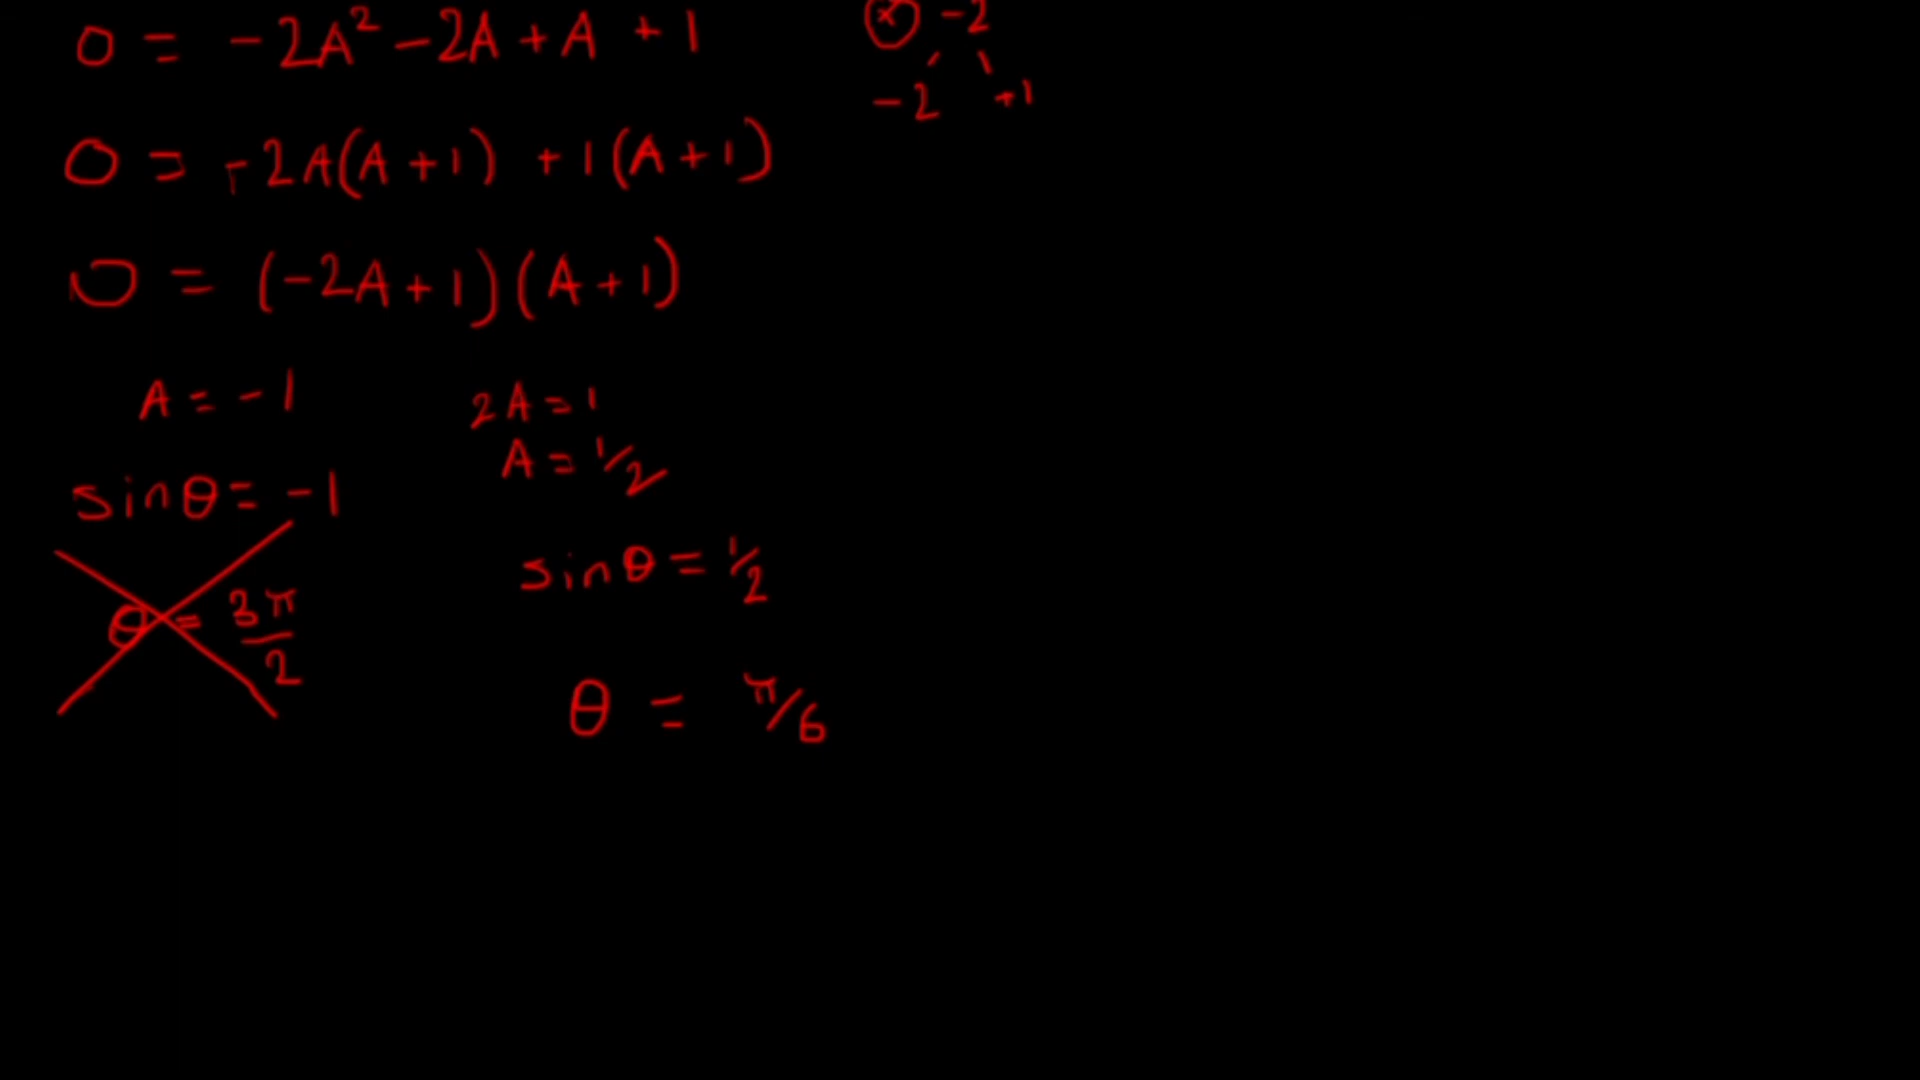 0 = -2A² - 2A + A + 1
× -2
-2 +1
0 = -2A(A+1) + 1(A+1)
0 = (-2A+1)(A+1)
A = -1
2A = 1
A = 1/2
sinθ = -1
sinθ = 1/2
θ = 3π/2
θ = π/6